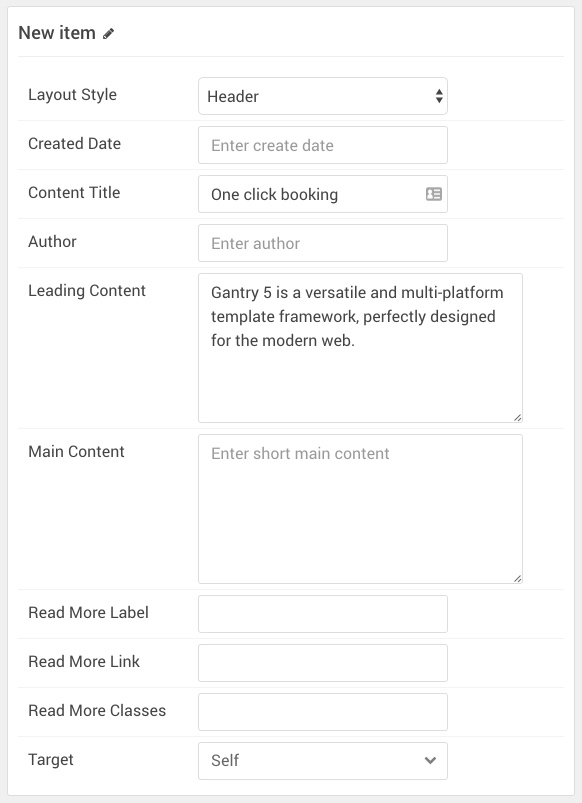 New item
Layout Style
Header
Created Date
Enter create date
Content Title
One click booking
Author
Enter author
Leading Content
Gantry 5 is a versatile and multi-platform
template framework, perfectly designed
for the modern web.
Main Content
Enter short main content
Read More Label
Read More Link
Read More Classes
Target
Self